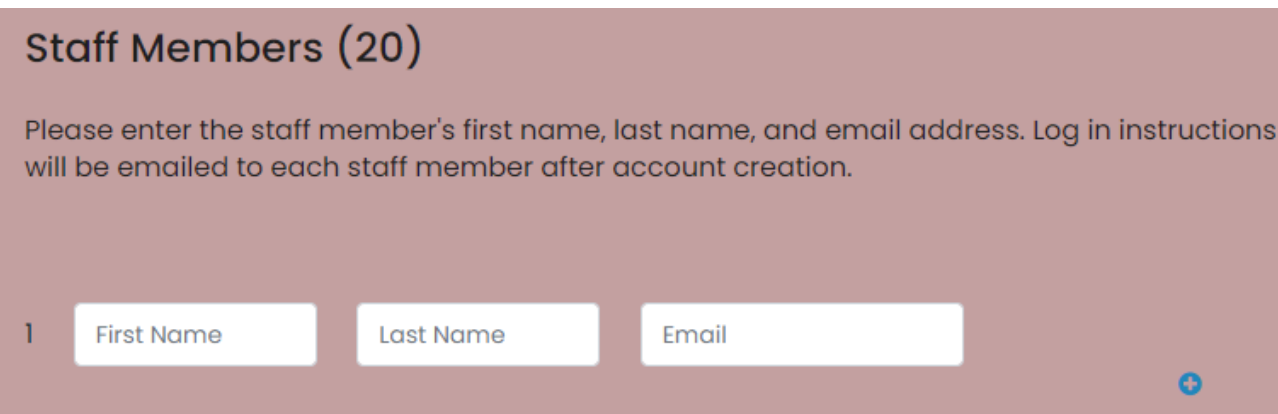 Staff Members (20)
Please enter the staff member's first name, last name, and email address. Log in instructions
will be emailed to each staff member after account creation.
1 First Name Last Name Email